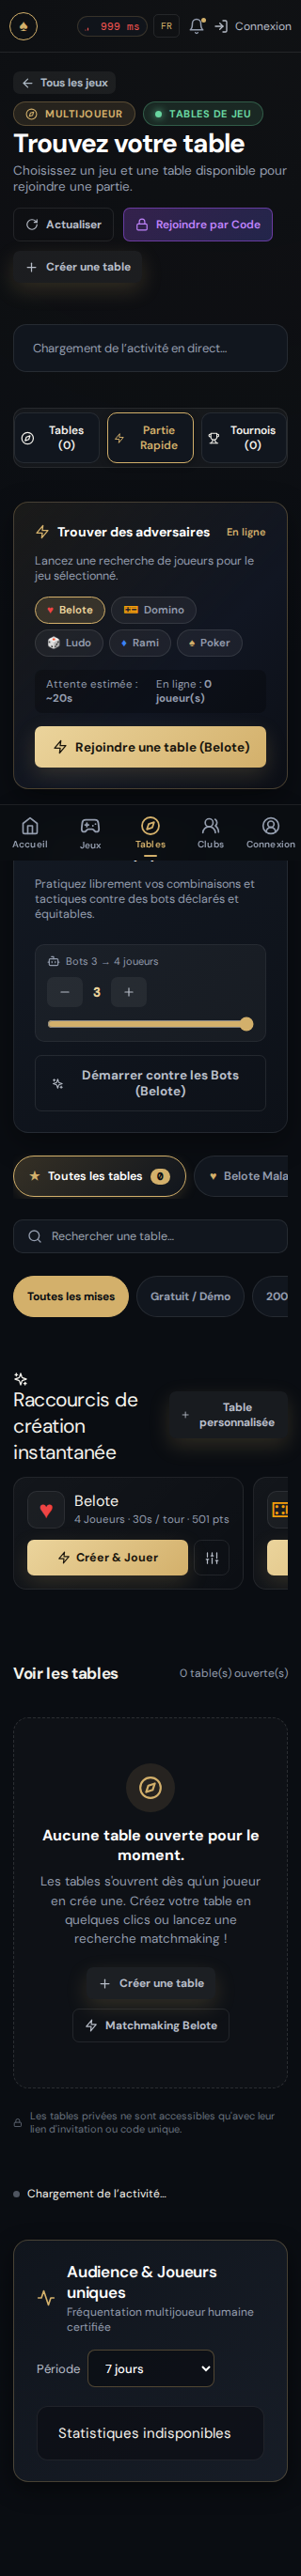 999 ms
FR
Connexion
Tous les jeux
MULTIJOUEUR
TABLES DE JEU
Trouvez votre table
Choisissez un jeu et une table disponible pour
rejoindre une partie.
Actualiser
Rejoindre par Code
Créer une table
Chargement de l'activité en direct…
Tables
(0)
Partie
Rapide
Tournois
(0)
Trouver des adversaires
En ligne
Lancez une recherche de joueurs pour le
jeu sélectionné.
Belote
Domino
Ludo
Rami
Poker
Attente estimée :
~20s
En ligne : 0
joueur(s)
Rejoindre une table (Belote)
Accueil
Jeux
Tables
Clubs
Connexion
Pratiquez librement vos combinaisons et
tactiques contre des bots déclarés et
équitables.
Bots 3 → 4 joueurs
− 3 +
Démarrer contre les Bots
(Belote)
Toutes les tables 0
Belote Mala
Rechercher une table…
Toutes les mises
Gratuit / Démo
200
Raccourcis de
création
instantanée
Table
personnalisée
Belote
4 Joueurs · 30s / tour · 501 pts
Créer & Jouer
Voir les tables
0 table(s) ouverte(s)
Aucune table ouverte pour le
moment.
Les tables s'ouvrent dès qu'un joueur
en crée une. Créez votre table en
quelques clics ou lancez une
recherche matchmaking !
Créer une table
Matchmaking Belote
Les tables privées ne sont accessibles qu'avec leur
lien d'invitation ou code unique.
Chargement de l'activité…
Audience & Joueurs
uniques
Fréquentation multijoueur humaine
certifiée
Période
7 jours
Statistiques indisponibles